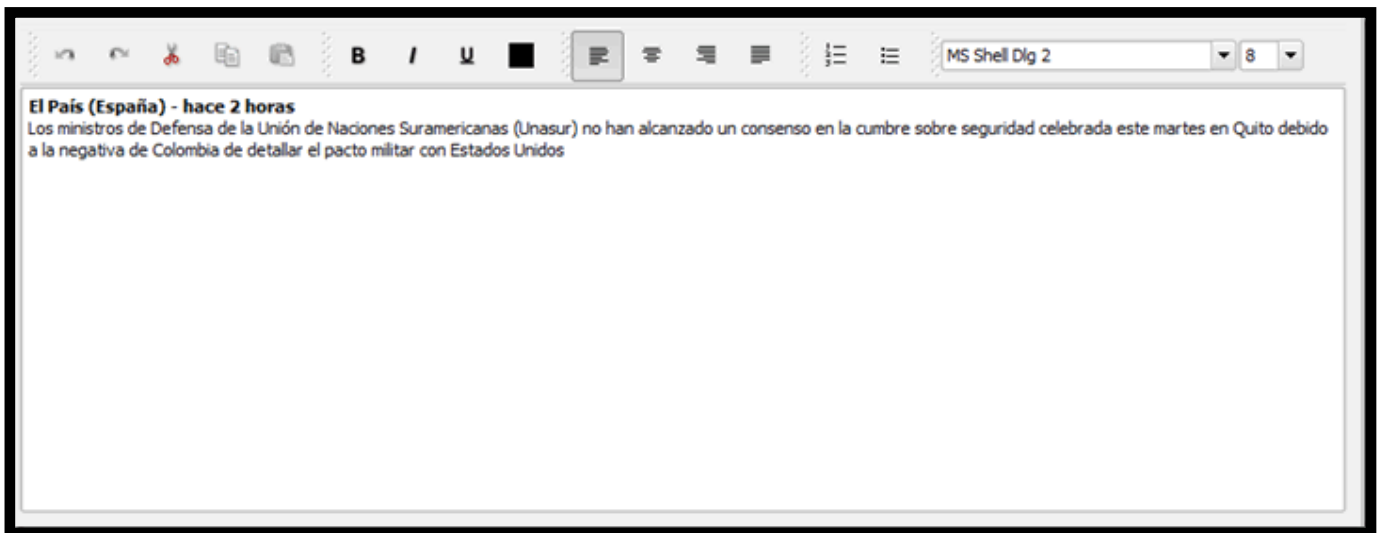 B I U MS Shell Dlg 2 8
El País (España) - hace 2 horas
Los ministros de Defensa de la Unión de Naciones Suramericanas (Unasur) no han alcanzado un consenso en la cumbre sobre seguridad celebrada este martes en Quito debido
a la negativa de Colombia de detallar el pacto militar con Estados Unidos